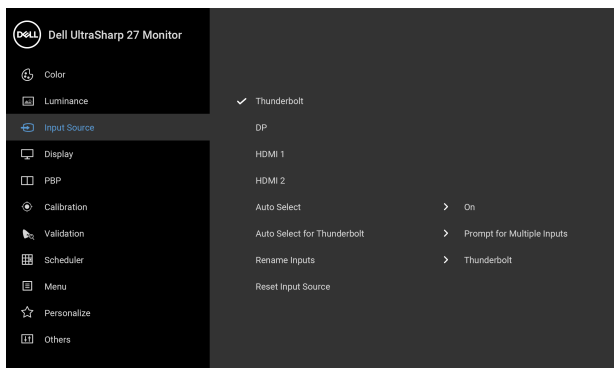 DELL Dell UltraSharp 27 Monitor
Color
Luminance ✓ Thunderbolt
Input Source DP
Display HDMI 1
PBP HDMI 2
Calibration Auto Select > On
Validation Auto Select for Thunderbolt > Prompt for Multiple Inputs
Scheduler Rename Inputs > Thunderbolt
Menu Reset Input Source
Personalize
Others